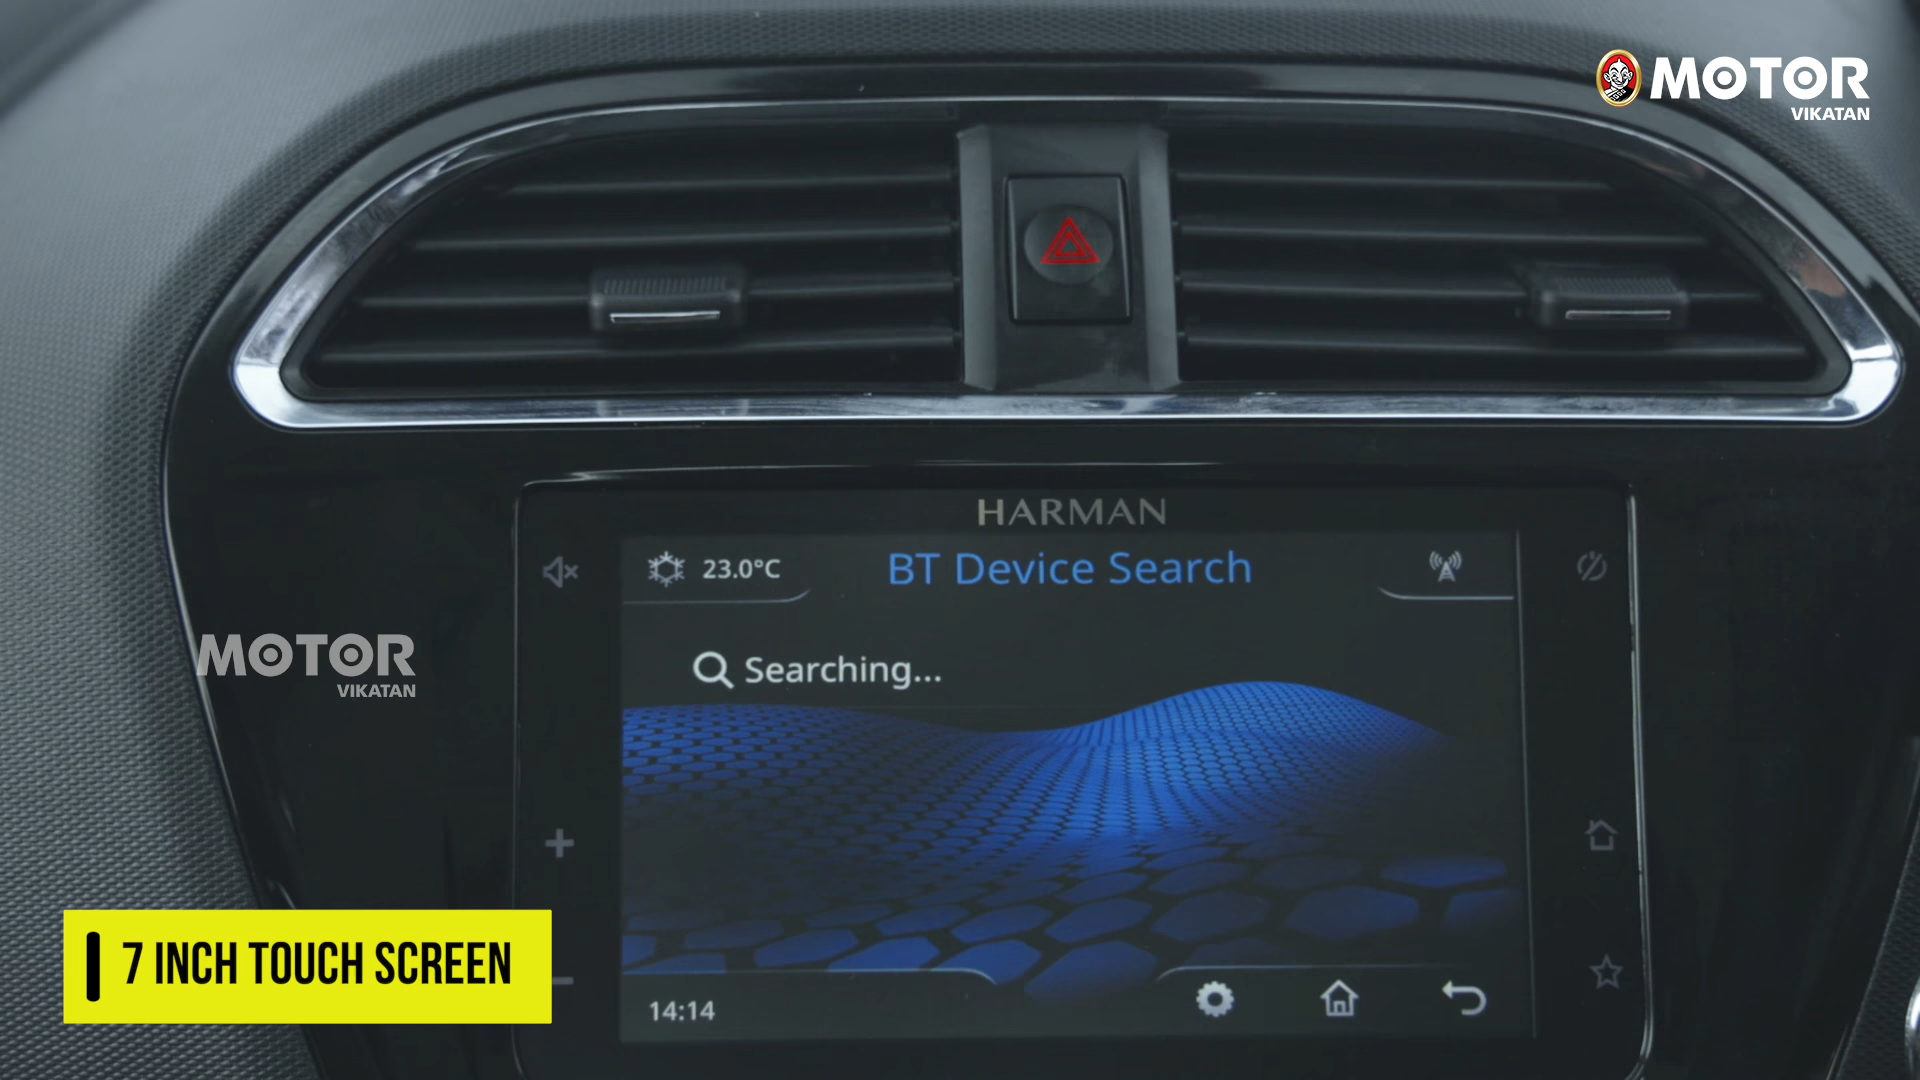 MOTOR
VIKATAN
HARMAN
23.0°C
BT Device Search
Searching...
MOTOR
VIKATAN
7 INCH TOUCH SCREEN
14:14